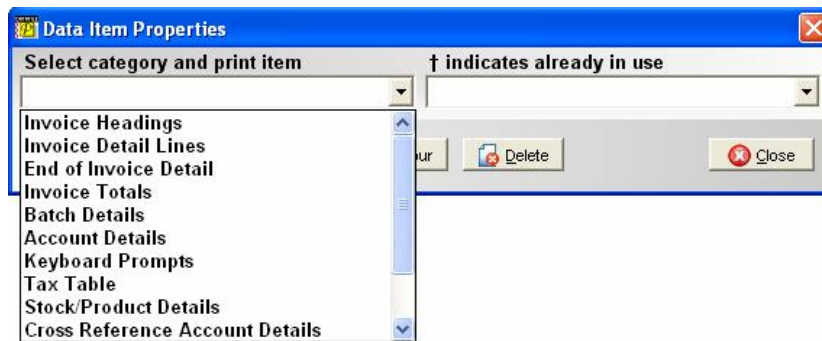 Data Item Properties
Select category and print item
† indicates already in use
Invoice Headings
Invoice Detail Lines
End of Invoice Detail
Invoice Totals
Batch Details
Account Details
Keyboard Prompts
Tax Table
Stock/Product Details
Cross Reference Account Details
ur
Delete
Close